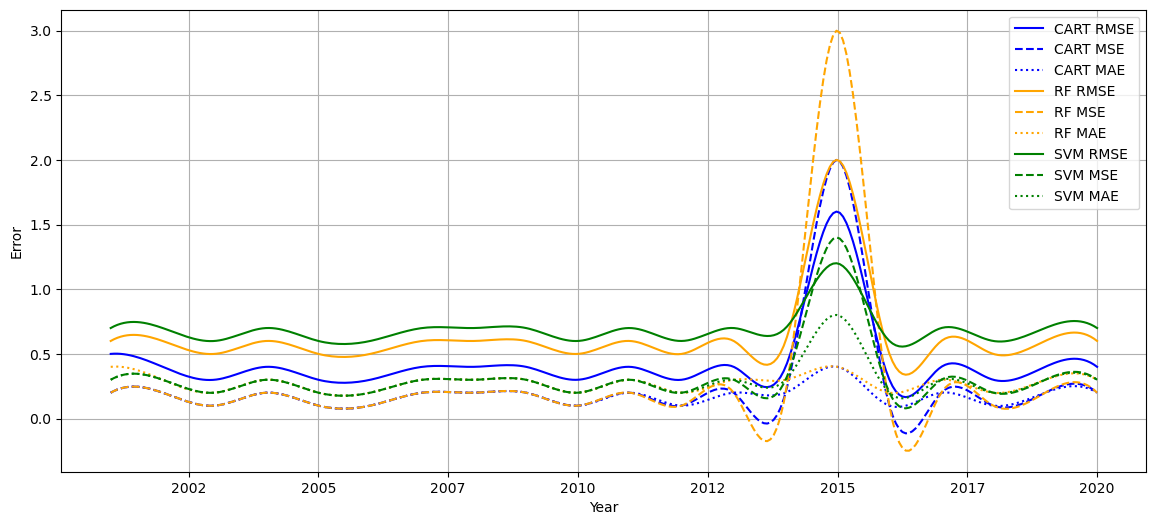 3.0
2.5
2.0
1.5
1.0
0.5
0.0
Error
2002 2005 2007 2010 2012 2015 2017 2020
Year
CART RMSE
CART MSE
CART MAE
RF RMSE
RF MSE
RF MAE
SVM RMSE
SVM MSE
SVM MAE